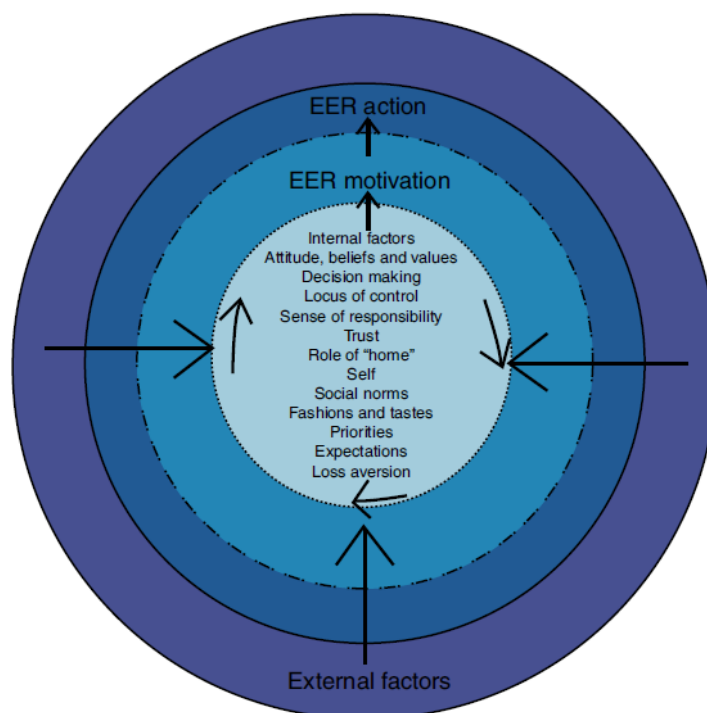 EER action
EER motivation
Internal factors
Attitude, beliefs and values
Decision making
Locus of control
Sense of responsibility
Trust
Role of “home”
Self
Social norms
Fashions and tastes
Priorities
Expectations
Loss aversion
External factors